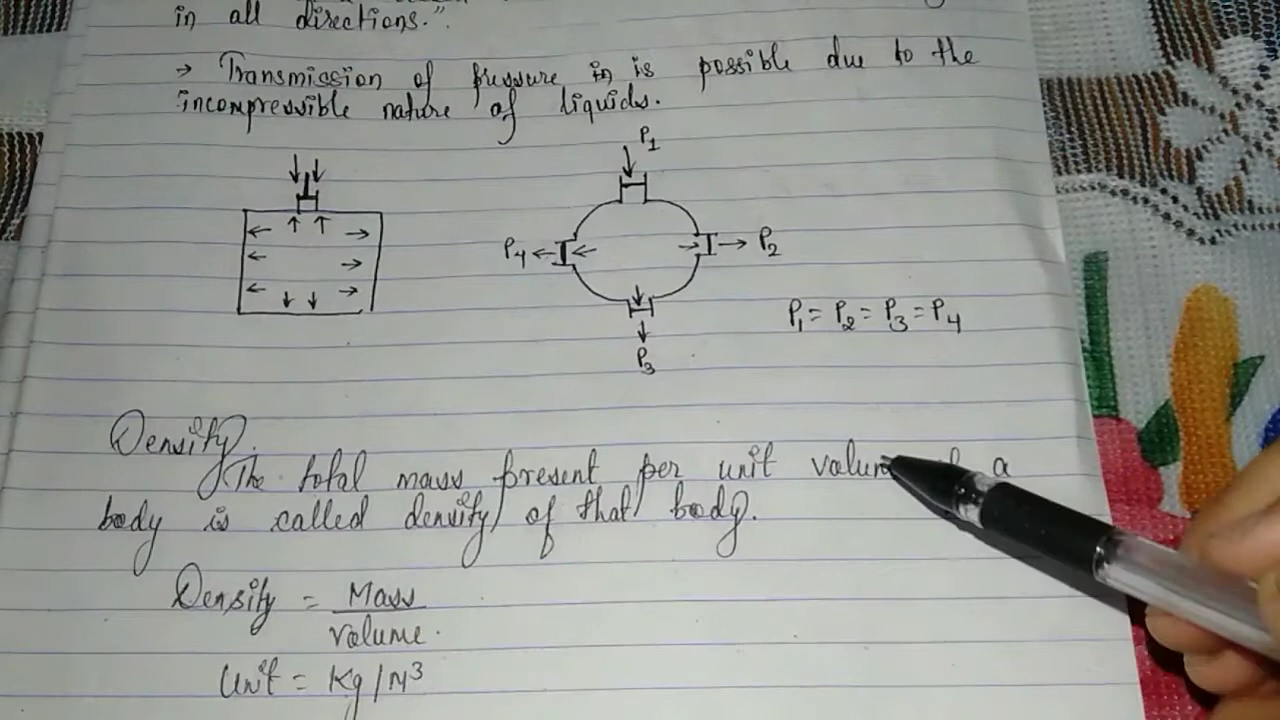 in all directions.".
→ Transmission of pressure in is possible due to the
incompressible nature of liquids.
P1
P4
P2
P3
P1 = P2 = P3 = P4
Density.
The total mass present per unit a
body is called density of that body.
Density = Mass
volume.
Unit = Kg/M³